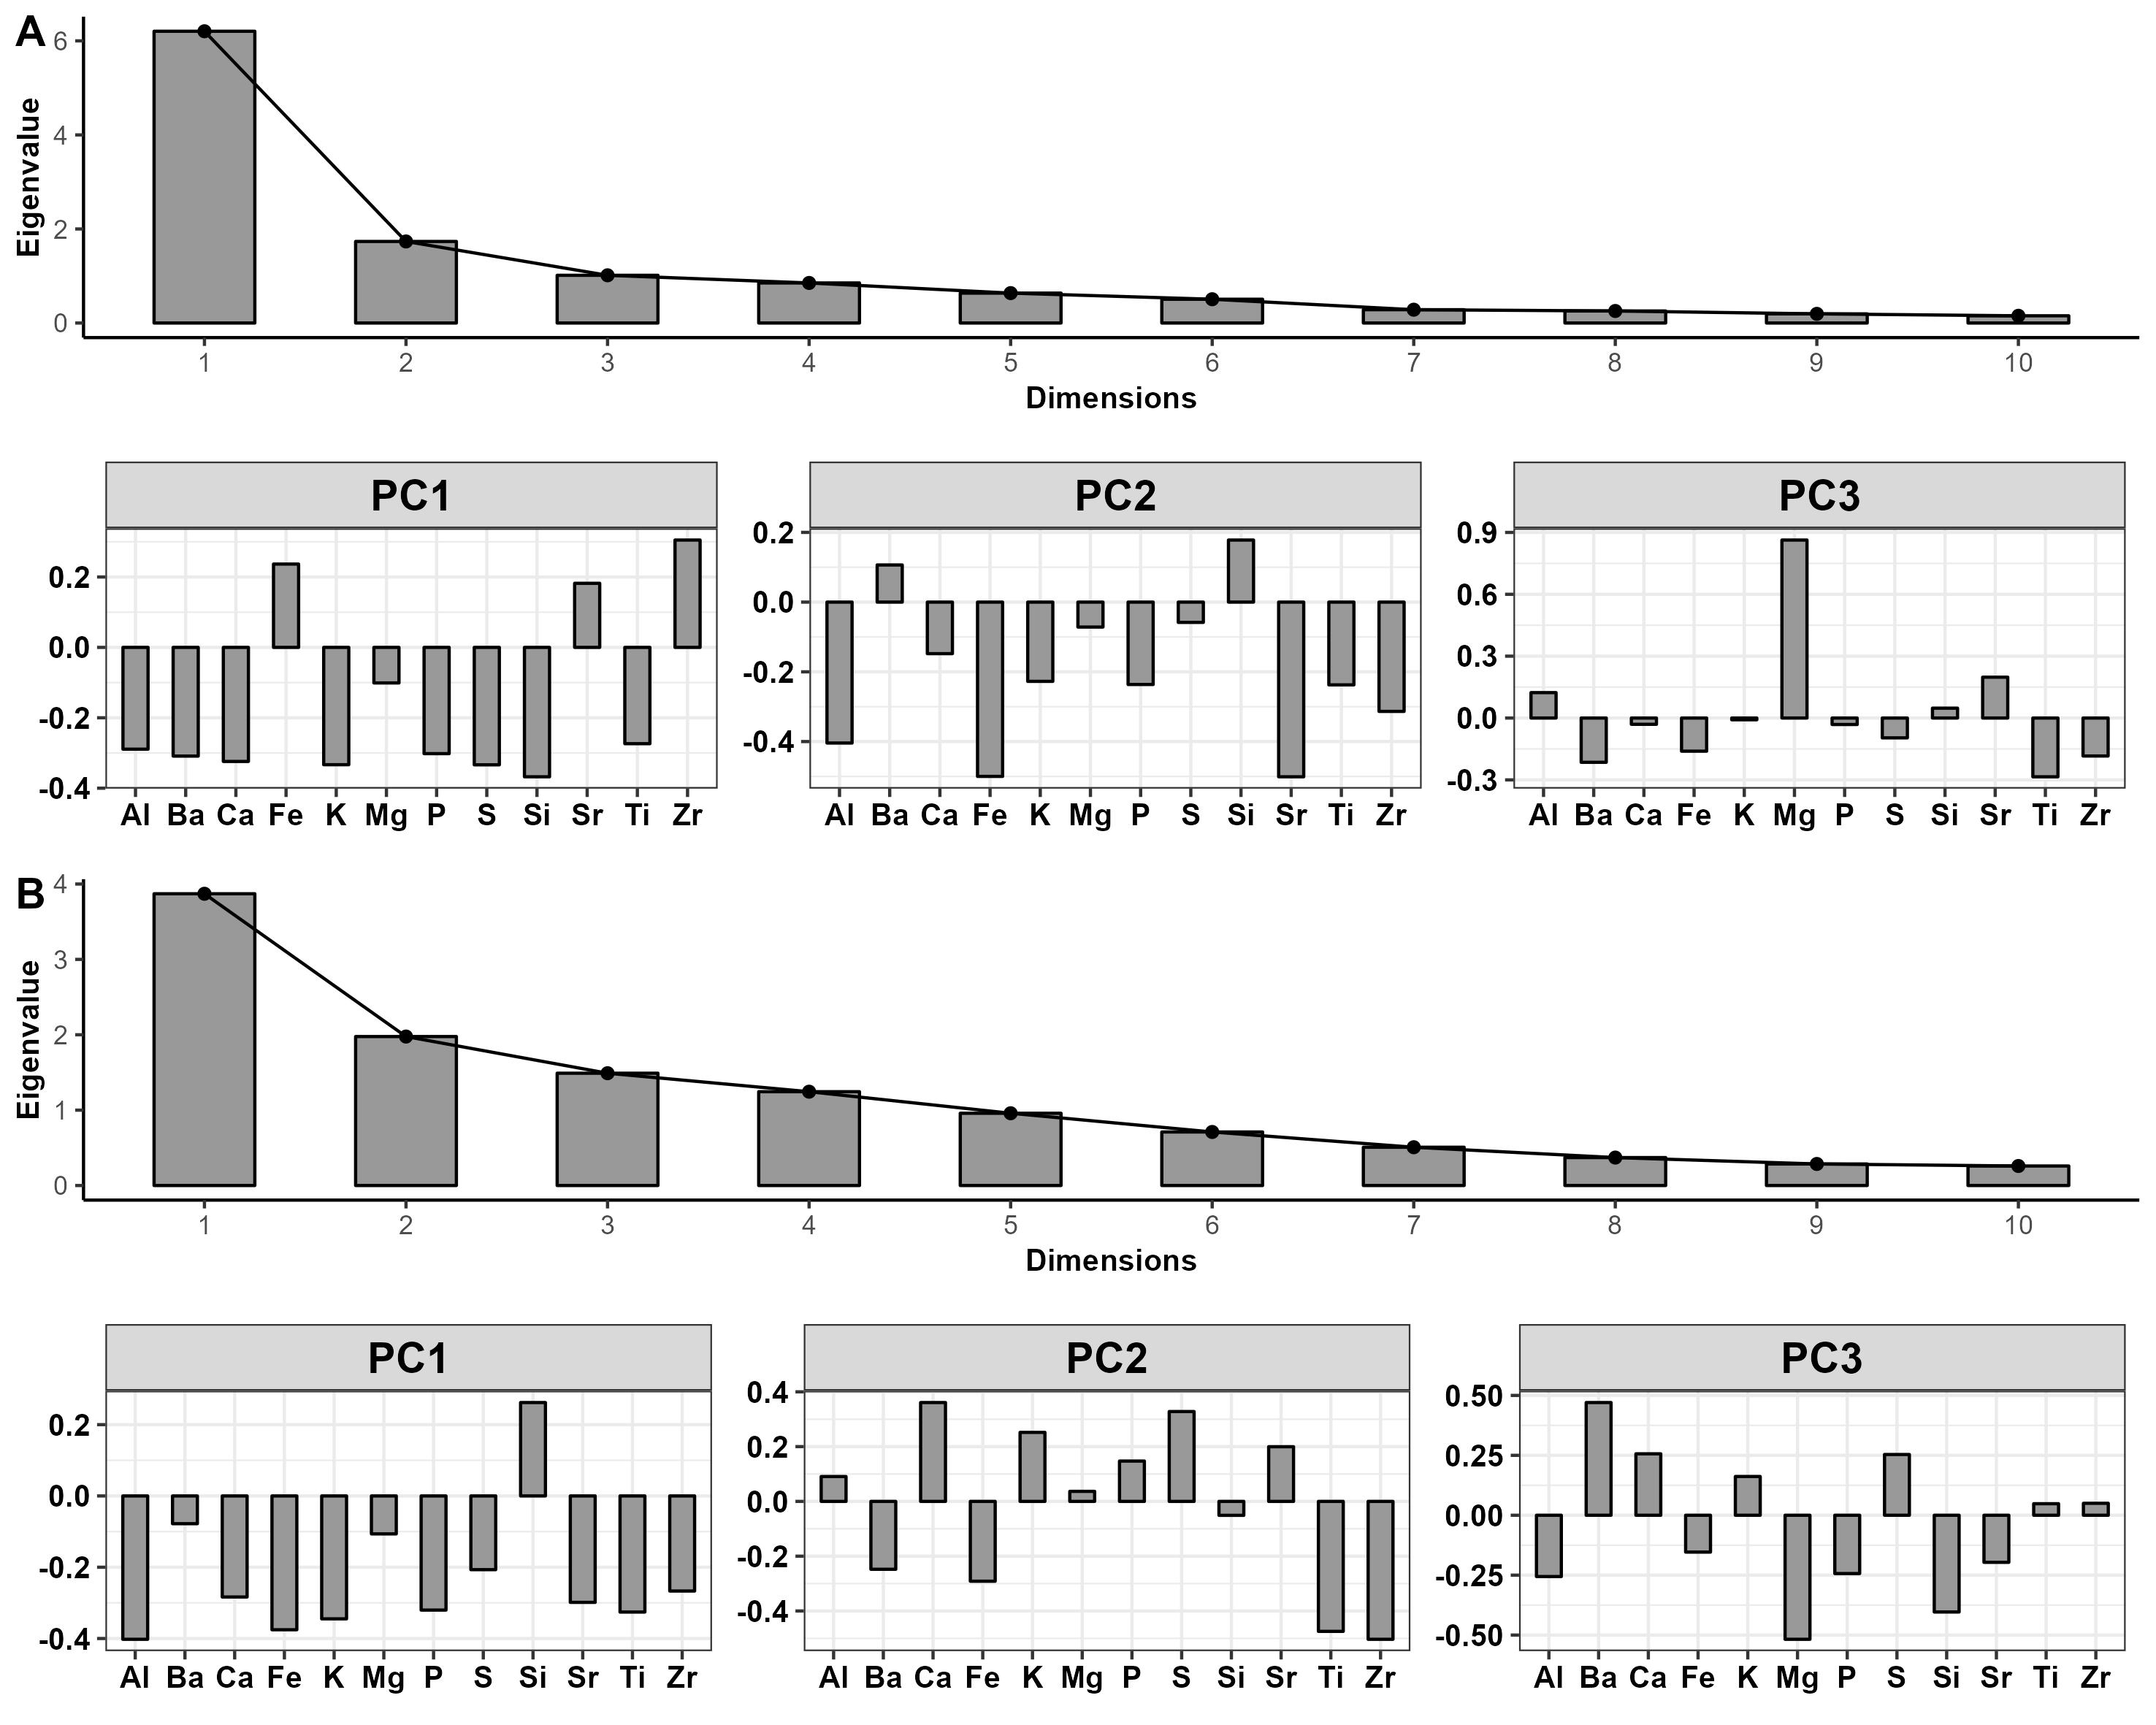 A
Eigenvalue
6
4
2
0
1 2 3 4 5 6 7 8 9 10
Dimensions
PC1 PC2 PC3
0.2
0.0
-0.2
-0.4
Al Ba Ca Fe K Mg P S Si Sr Ti Zr
0.2
0.0
-0.2
-0.4
Al Ba Ca Fe K Mg P S Si Sr Ti Zr
0.9
0.6
0.3
0.0
-0.3
Al Ba Ca Fe K Mg P S Si Sr Ti Zr
B
Eigenvalue
4
3
2
1
0
1 2 3 4 5 6 7 8 9 10
Dimensions
PC1 PC2 PC3
0.2
0.0
-0.2
-0.4
Al Ba Ca Fe K Mg P S Si Sr Ti Zr
0.4
0.2
0.0
-0.2
-0.4
Al Ba Ca Fe K Mg P S Si Sr Ti Zr
0.50
0.25
0.00
-0.25
-0.50
Al Ba Ca Fe K Mg P S Si Sr Ti Zr